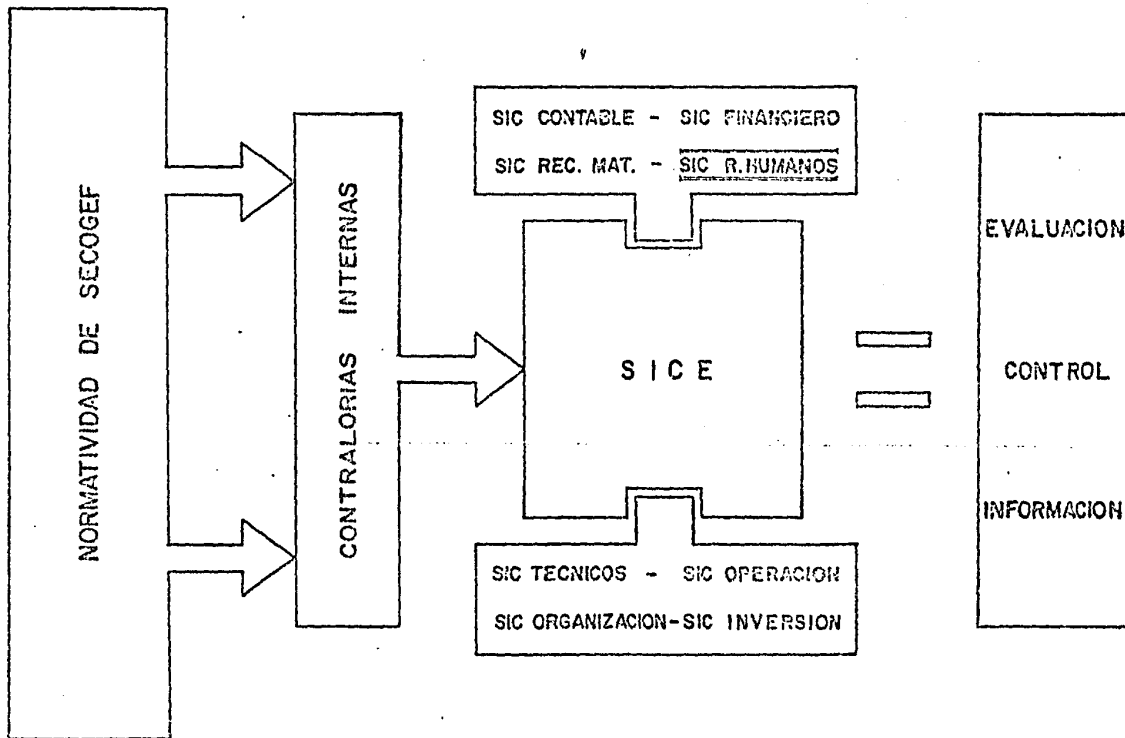 NORMATIVIDAD DE SECOGEF
CONTRALORIAS INTERNAS
SIC CONTABLE - SIC FINANCIERO
SIC REC. MAT. - SIC R.HUMANOS
SICE
SIC TECNICOS - SIC OPERACION
SIC ORGANIZACION-SIC INVERSION
EVALUACION
CONTROL
INFORMACION